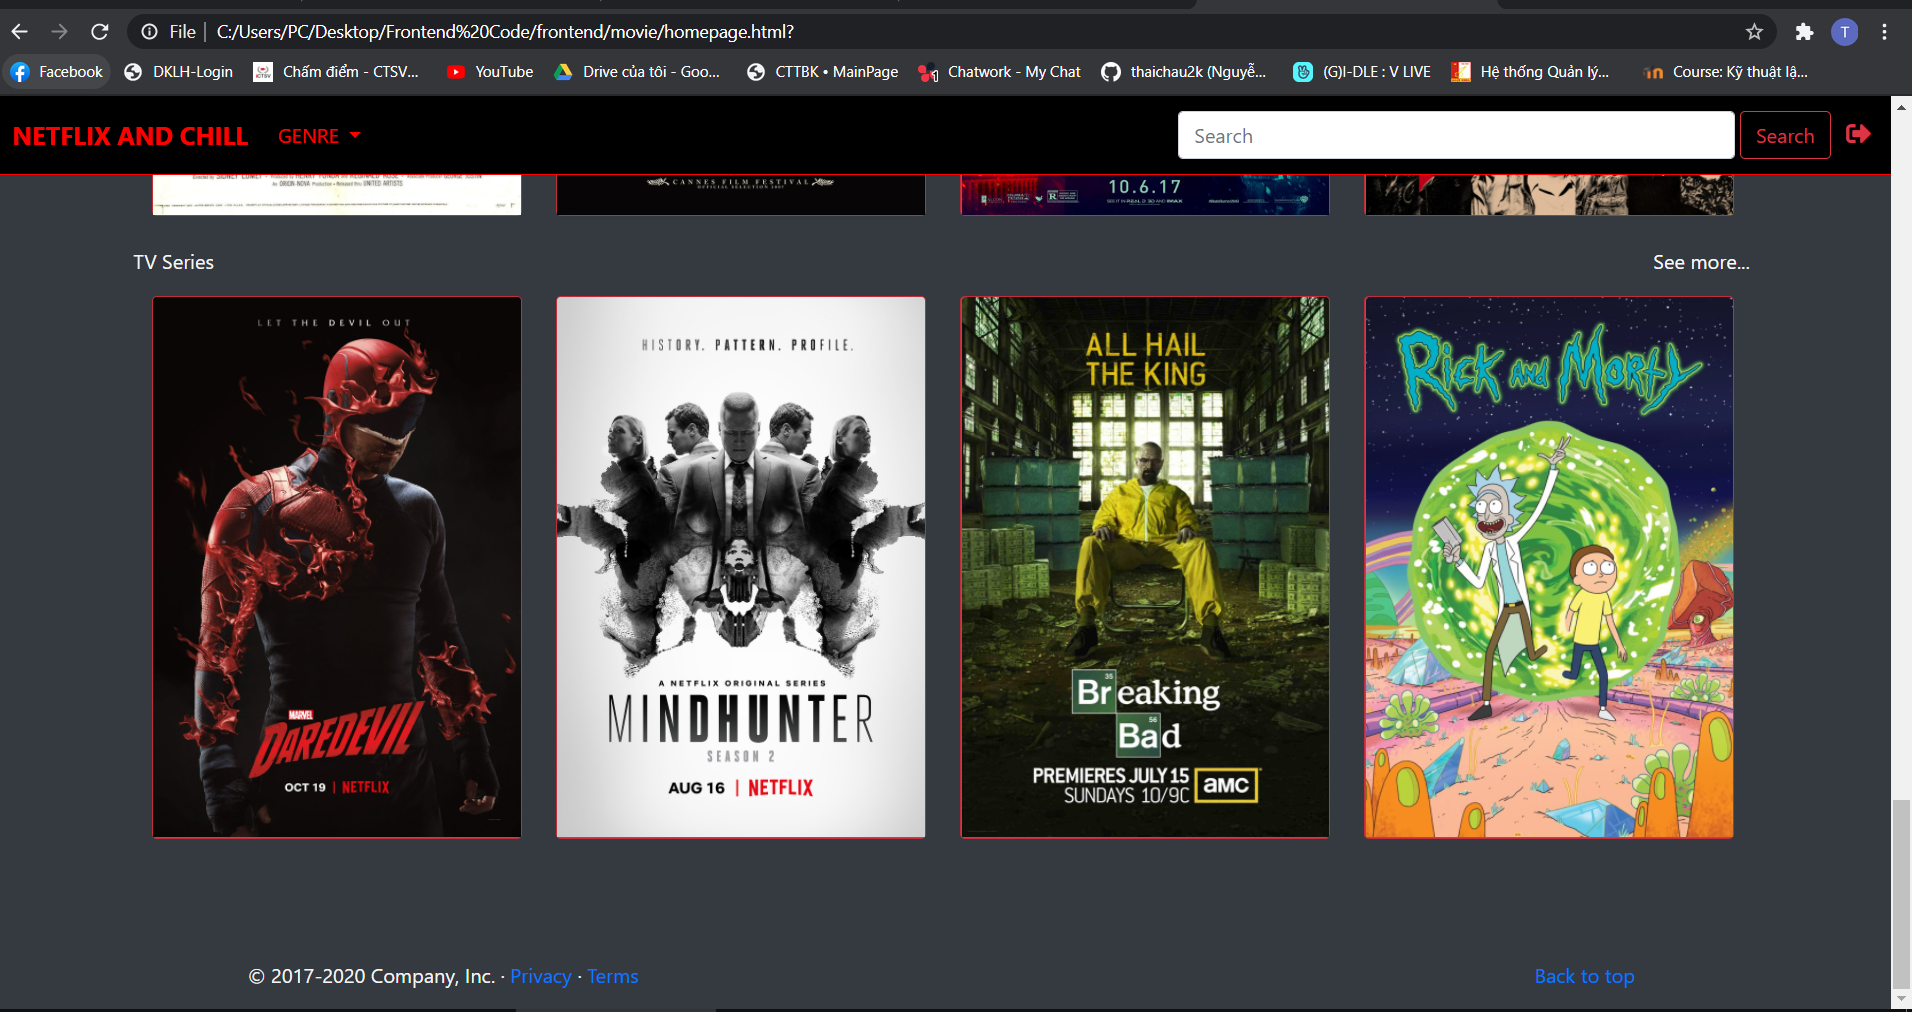 File C:/Users/PC/Desktop/Frontend%20Code/frontend/movie/homepage.html?
T
Facebook DKLH-Login Chấm điểm - CTSV... YouTube Drive của tôi - Goo... CTTBK • MainPage Chatwork - My Chat thaichau2k (Nguyễ... (G)I-DLE : V LIVE Hệ thống Quản lý... Course: Kỹ thuật lậ...
NETFLIX AND CHILL GENRE Search Search
CANNES FILM FESTIVAL
10.6.17
TV Series See more...
LET THE DEVIL OUT
MARVEL
DAREDEVIL
OCT 19 | NETFLIX
HISTORY. PATTERN. PROFILE.
A NETFLIX ORIGINAL SERIES
MINDHUNTER
SEASON 2
AUG 16 | NETFLIX
ALL HAIL
THE KING
35
Breaking
56
Bad
PREMIERES JULY 15
SUNDAYS 10/9C
aMC
Rick AND Morty
© 2017-2020 Company, Inc. · Privacy · Terms Back to top